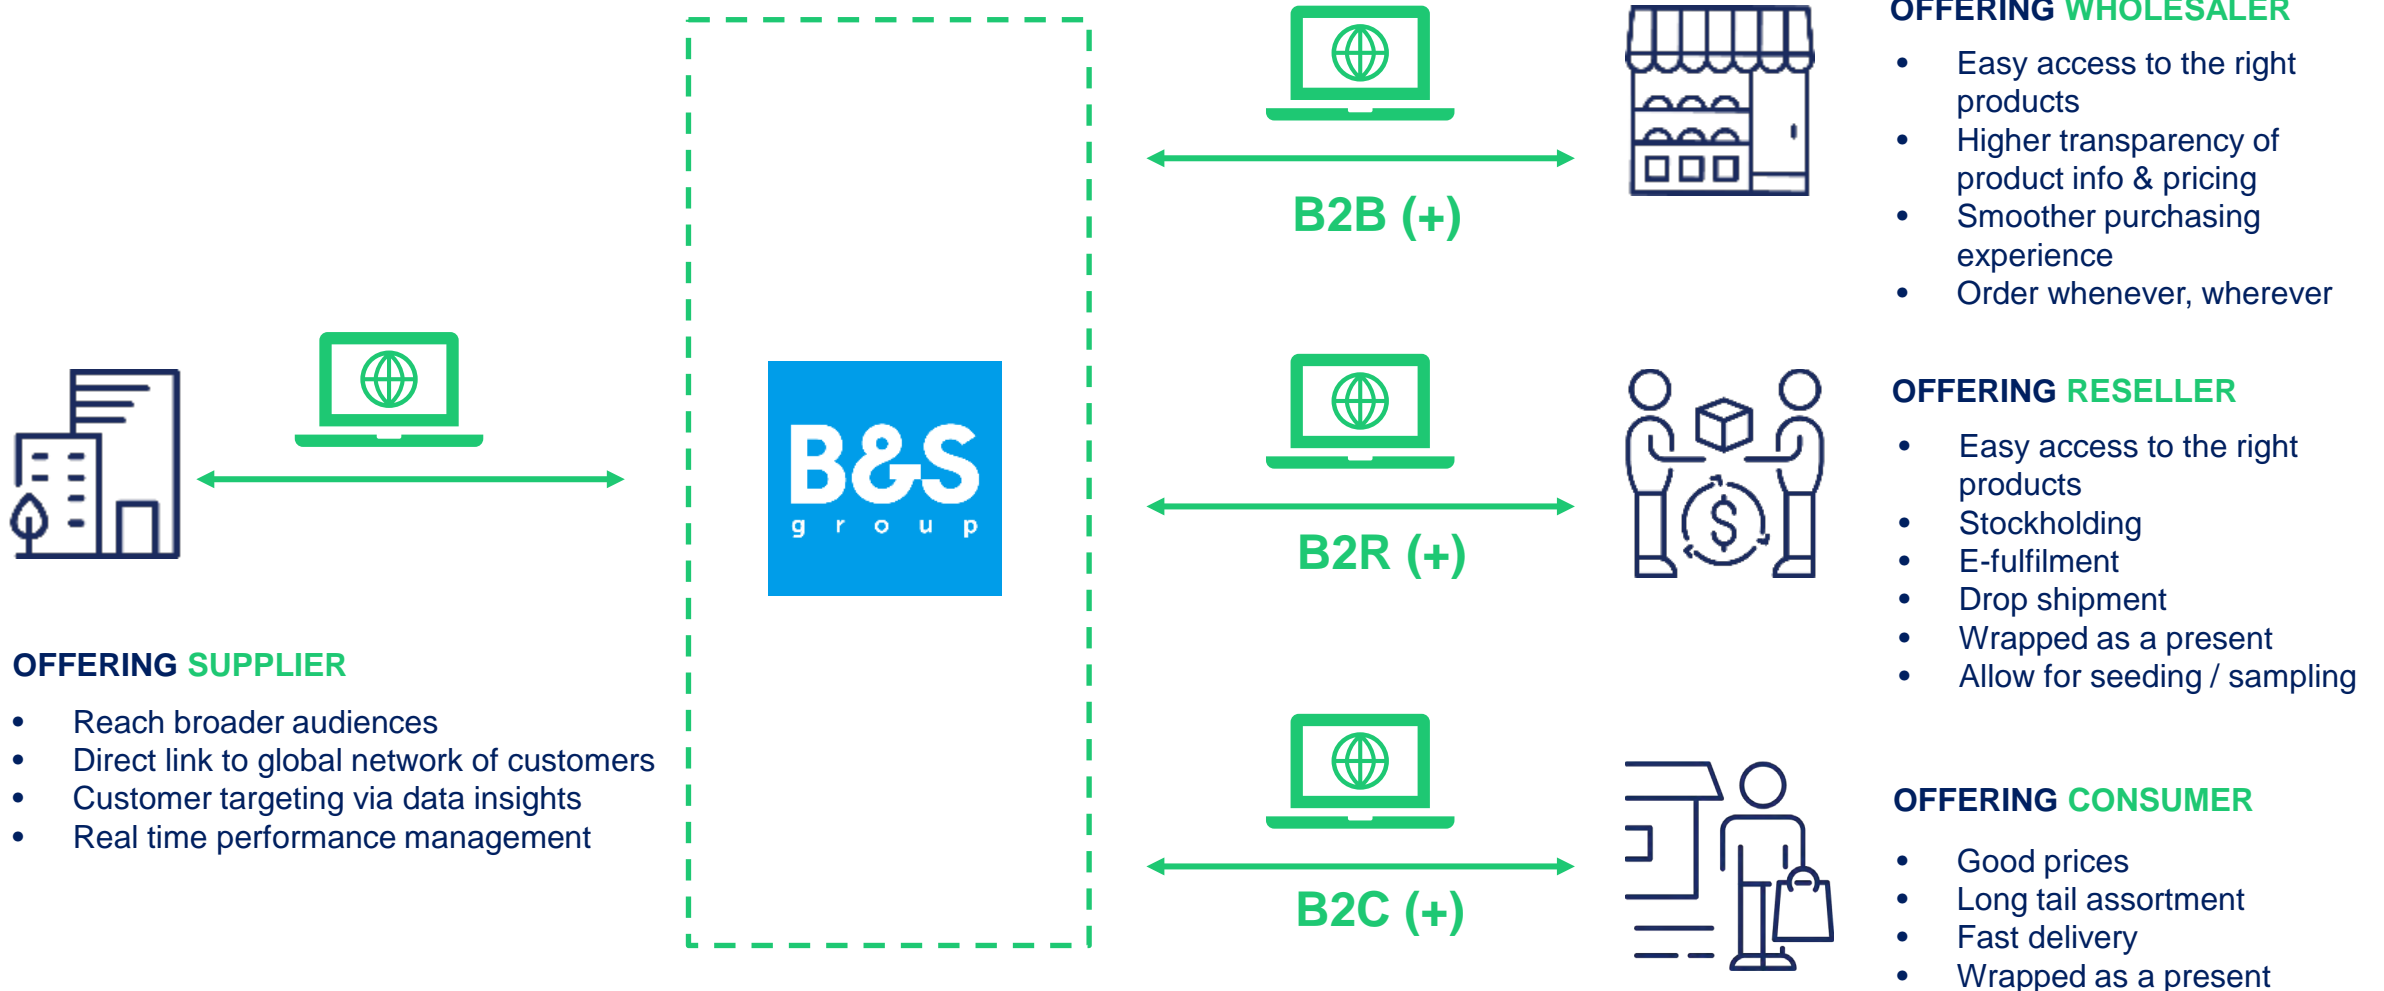 OFFERING WHOLESALER
• Easy access to the right
products
• Higher transparency of
product info & pricing
• Smoother purchasing
experience
• Order whenever, wherever
B2B (+)
B&S
group
OFFERING RESELLER
• Easy access to the right
products
• Stockholding
• E-fulfilment
• Drop shipment
• Wrapped as a present
• Allow for seeding / sampling
B2R (+)
$
OFFERING SUPPLIER
• Reach broader audiences
• Direct link to global network of customers
• Customer targeting via data insights
• Real time performance management
B2C (+)
OFFERING CONSUMER
• Good prices
• Long tail assortment
• Fast delivery
• Wrapped as a present